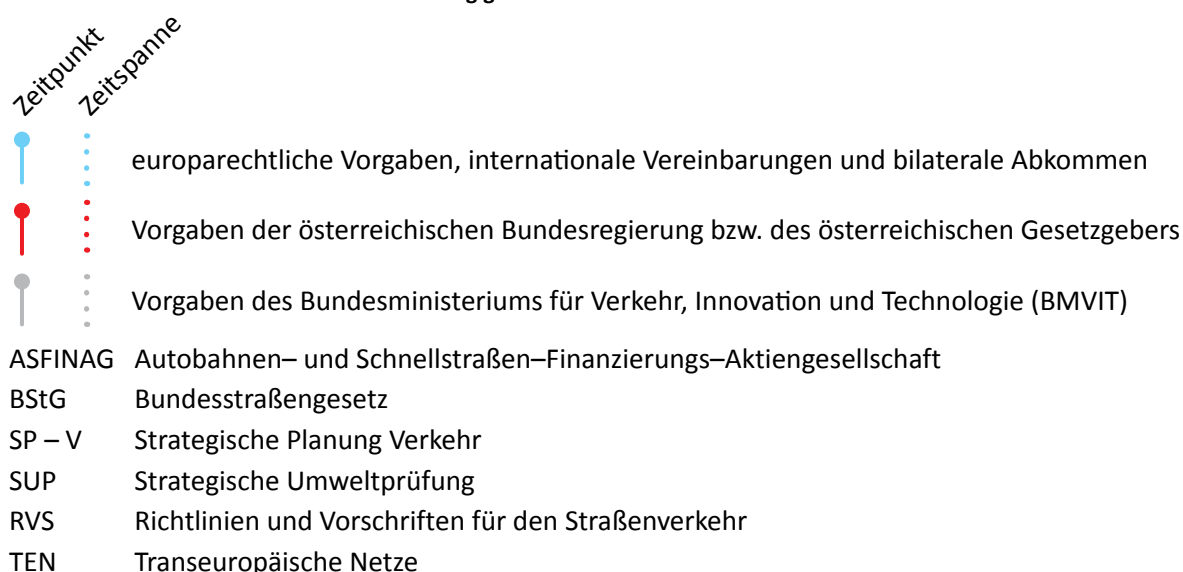 Zeitpunkt
Zeitspanne
europarechtliche Vorgaben, internationale Vereinbarungen und bilaterale Abkommen
Vorgaben der österreichischen Bundesregierung bzw. des österreichischen Gesetzgebers
Vorgaben des Bundesministeriums für Verkehr, Innovation und Technologie (BMVIT)
ASFINAG Autobahnen– und Schnellstraßen–Finanzierungs–Aktiengesellschaft
BStG Bundesstraßengesetz
SP – V Strategische Planung Verkehr
SUP Strategische Umweltprüfung
RVS Richtlinien und Vorschriften für den Straßenverkehr
TEN Transeuropäische Netze